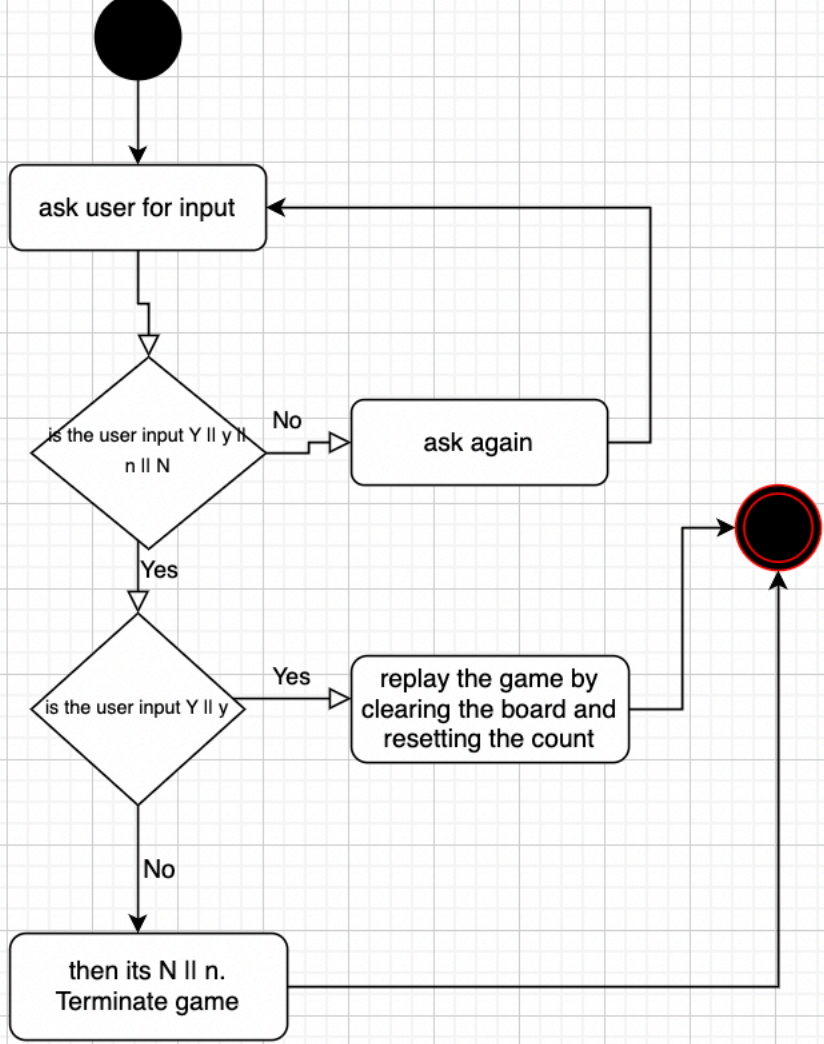 ask user for input
is the user input Y || y ||
n || N
No
ask again
Yes
is the user input Y || y
Yes
replay the game by
clearing the board and
resetting the count
No
then its N || n.
Terminate game